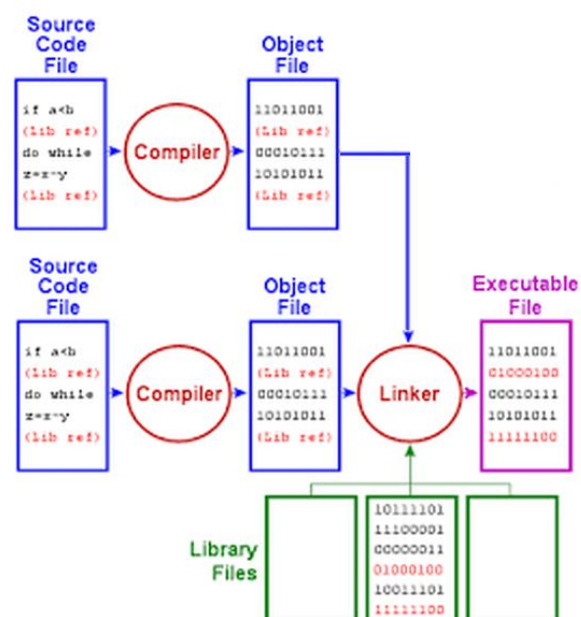 Source
Code
File
Object
File
if a<b
(Lib ref)
do while
z=x-y
(Lib ref)
Compiler
11011001
(Lib ref)
00010111
10101011
(Lib ref)
Source
Code
File
Object
File
Executable
File
if a<b
(Lib ref)
do while
z=x-y
(Lib ref)
Compiler
11011001
(Lib ref)
00010111
10101011
(Lib ref)
Linker
11011001
01000100
00010111
10101011
11111100
Library
Files
10111101
11100001
00000011
01000100
10011101
11111100